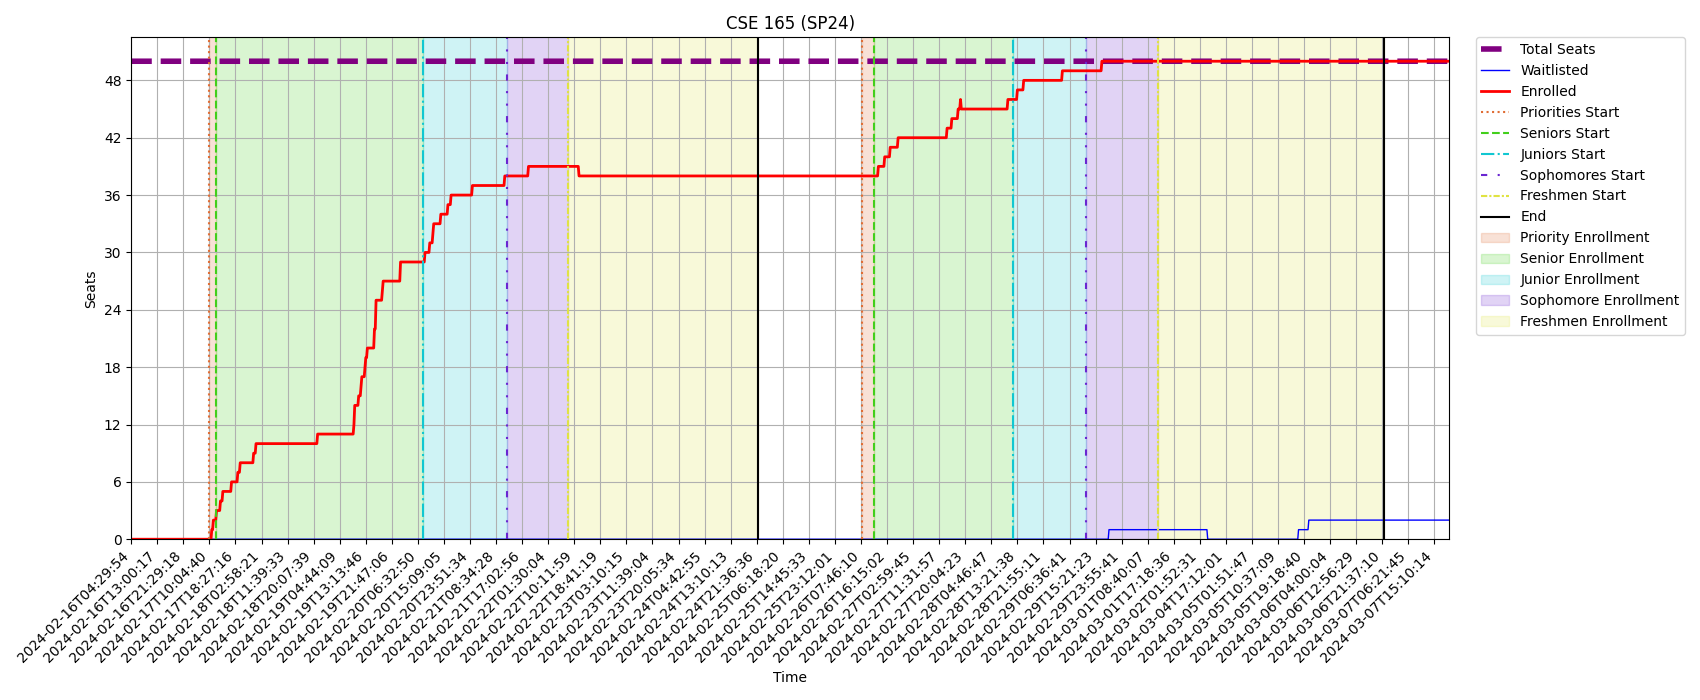 CSE 165 (SP24)
Seats
48
42
36
30
24
18
12
6
0
2024-02-16T04:29:54
2024-02-16T13:00:17
2024-02-16T21:29:18
2024-02-17T10:04:40
2024-02-17T18:27:16
2024-02-18T02:58:21
2024-02-18T11:39:33
2024-02-18T20:07:39
2024-02-19T04:44:09
2024-02-19T13:13:46
2024-02-19T21:47:06
2024-02-20T06:32:50
2024-02-20T15:09:05
2024-02-20T23:51:34
2024-02-21T08:34:28
2024-02-21T17:02:56
2024-02-22T01:30:04
2024-02-22T10:11:59
2024-02-22T18:41:19
2024-02-23T03:10:15
2024-02-23T11:39:04
2024-02-23T20:05:34
2024-02-24T04:42:55
2024-02-24T13:10:13
2024-02-24T21:36:36
2024-02-25T06:18:20
2024-02-25T14:45:33
2024-02-25T23:12:01
2024-02-26T07:46:10
2024-02-26T16:15:02
2024-02-27T02:59:45
2024-02-27T11:31:57
2024-02-27T20:04:23
2024-02-28T04:46:47
2024-02-28T13:21:38
2024-02-28T21:55:11
2024-02-29T06:36:41
2024-02-29T15:21:23
2024-02-29T23:55:41
2024-03-01T08:40:07
2024-03-01T17:18:36
2024-03-02T01:52:31
2024-03-04T17:12:01
2024-03-05T01:51:47
2024-03-05T10:37:09
2024-03-05T19:18:40
2024-03-06T04:00:04
2024-03-06T12:56:29
2024-03-06T21:37:10
2024-03-07T06:21:45
2024-03-07T15:10:14
Time
Total Seats
Waitlisted
Enrolled
Priorities Start
Seniors Start
Juniors Start
Sophomores Start
Freshmen Start
End
Priority Enrollment
Senior Enrollment
Junior Enrollment
Sophomore Enrollment
Freshmen Enrollment